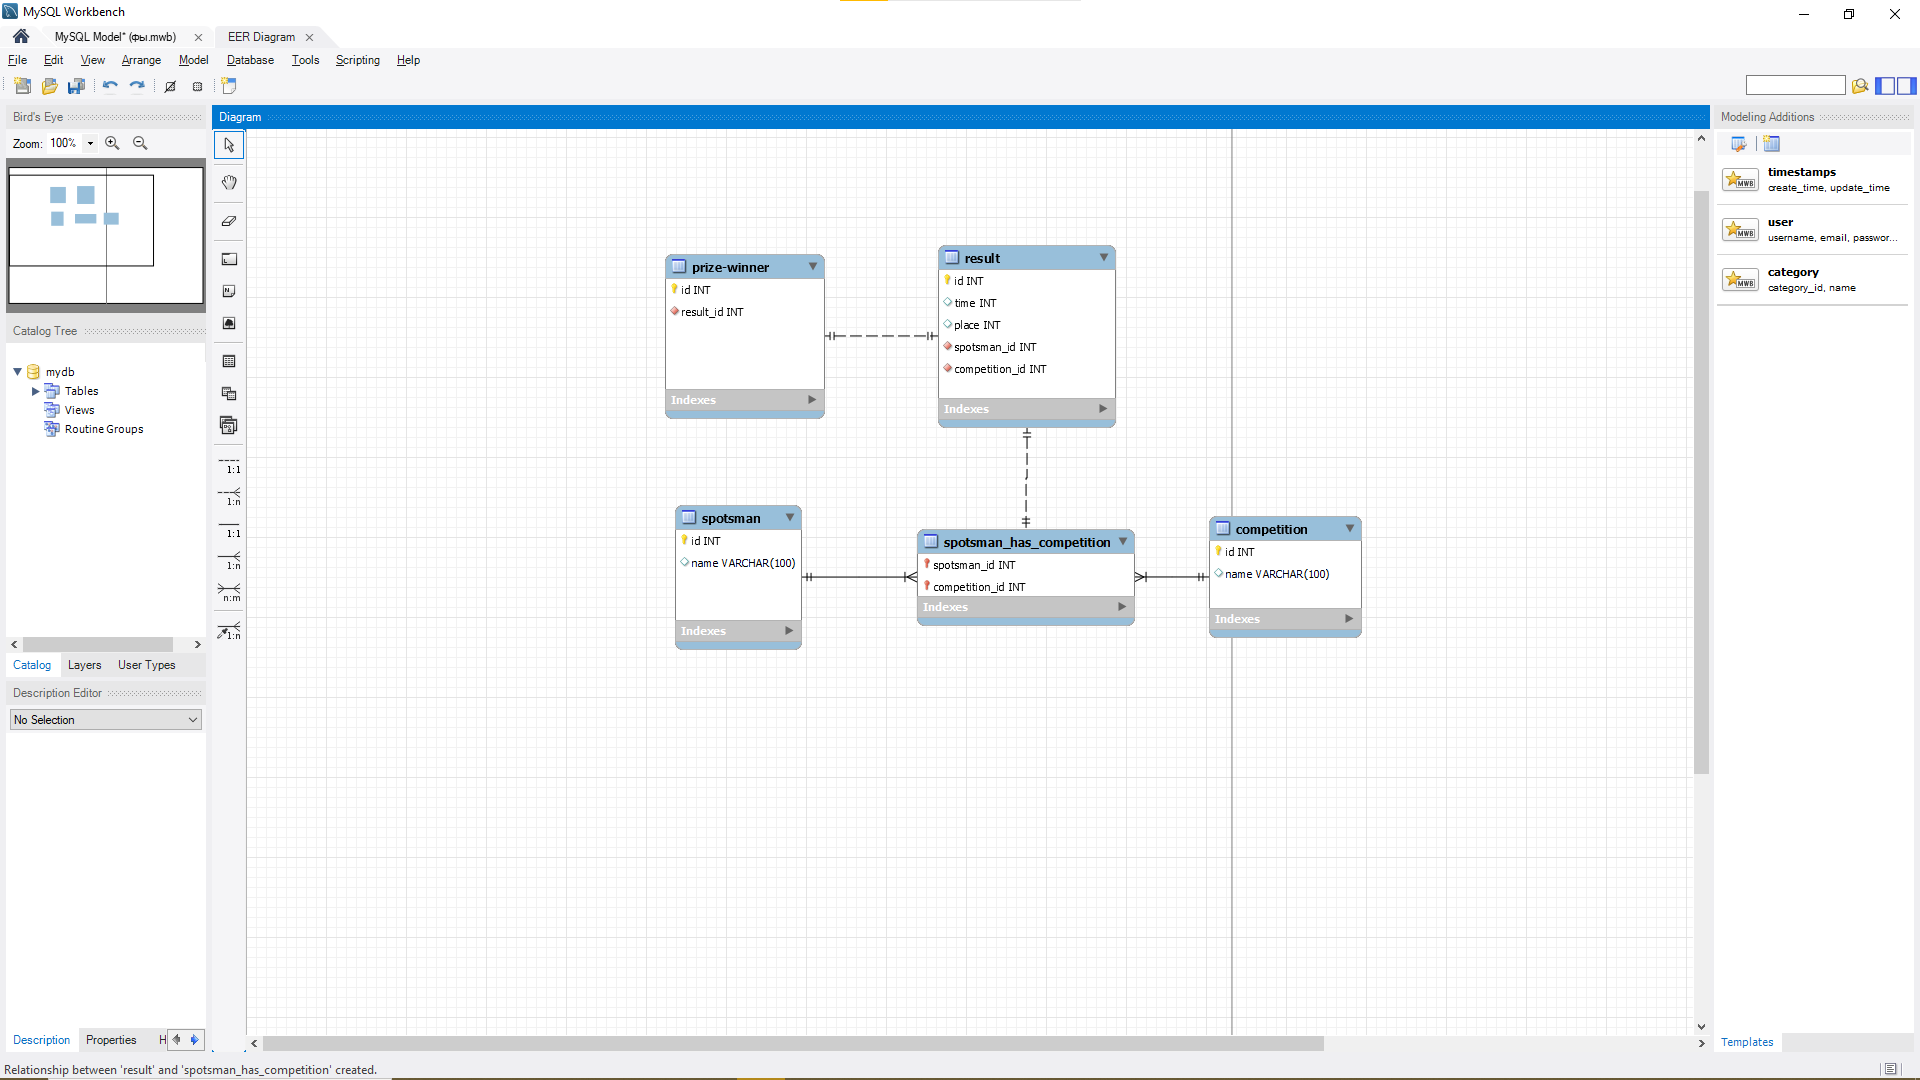 MySQL Workbench
MySQL Model* (фы.mwb)
EER Diagram
File Edit View Arrange Model Database Tools Scripting Help
Bird's Eye
Zoom: 100%
Catalog Tree
mydb
Tables
Views
Routine Groups
Catalog Layers User Types
Description Editor
No Selection
Description Properties H
Diagram
1:1
1:n
1:1
1:n
n:m
1:n
prize-winner
id INT
result_id INT
Indexes
result
id INT
time INT
place INT
spotsman_id INT
competition_id INT
Indexes
spotsman
id INT
name VARCHAR(100)
Indexes
spotsman_has_competition
spotsman_id INT
competition_id INT
Indexes
competition
id INT
name VARCHAR(100)
Indexes
Modeling Additions
MWB
timestamps
create_time, update_time
MWB
user
username, email, passwor...
MWB
category
category_id, name
Templates
Relationship between 'result' and 'spotsman_has_competition' created.